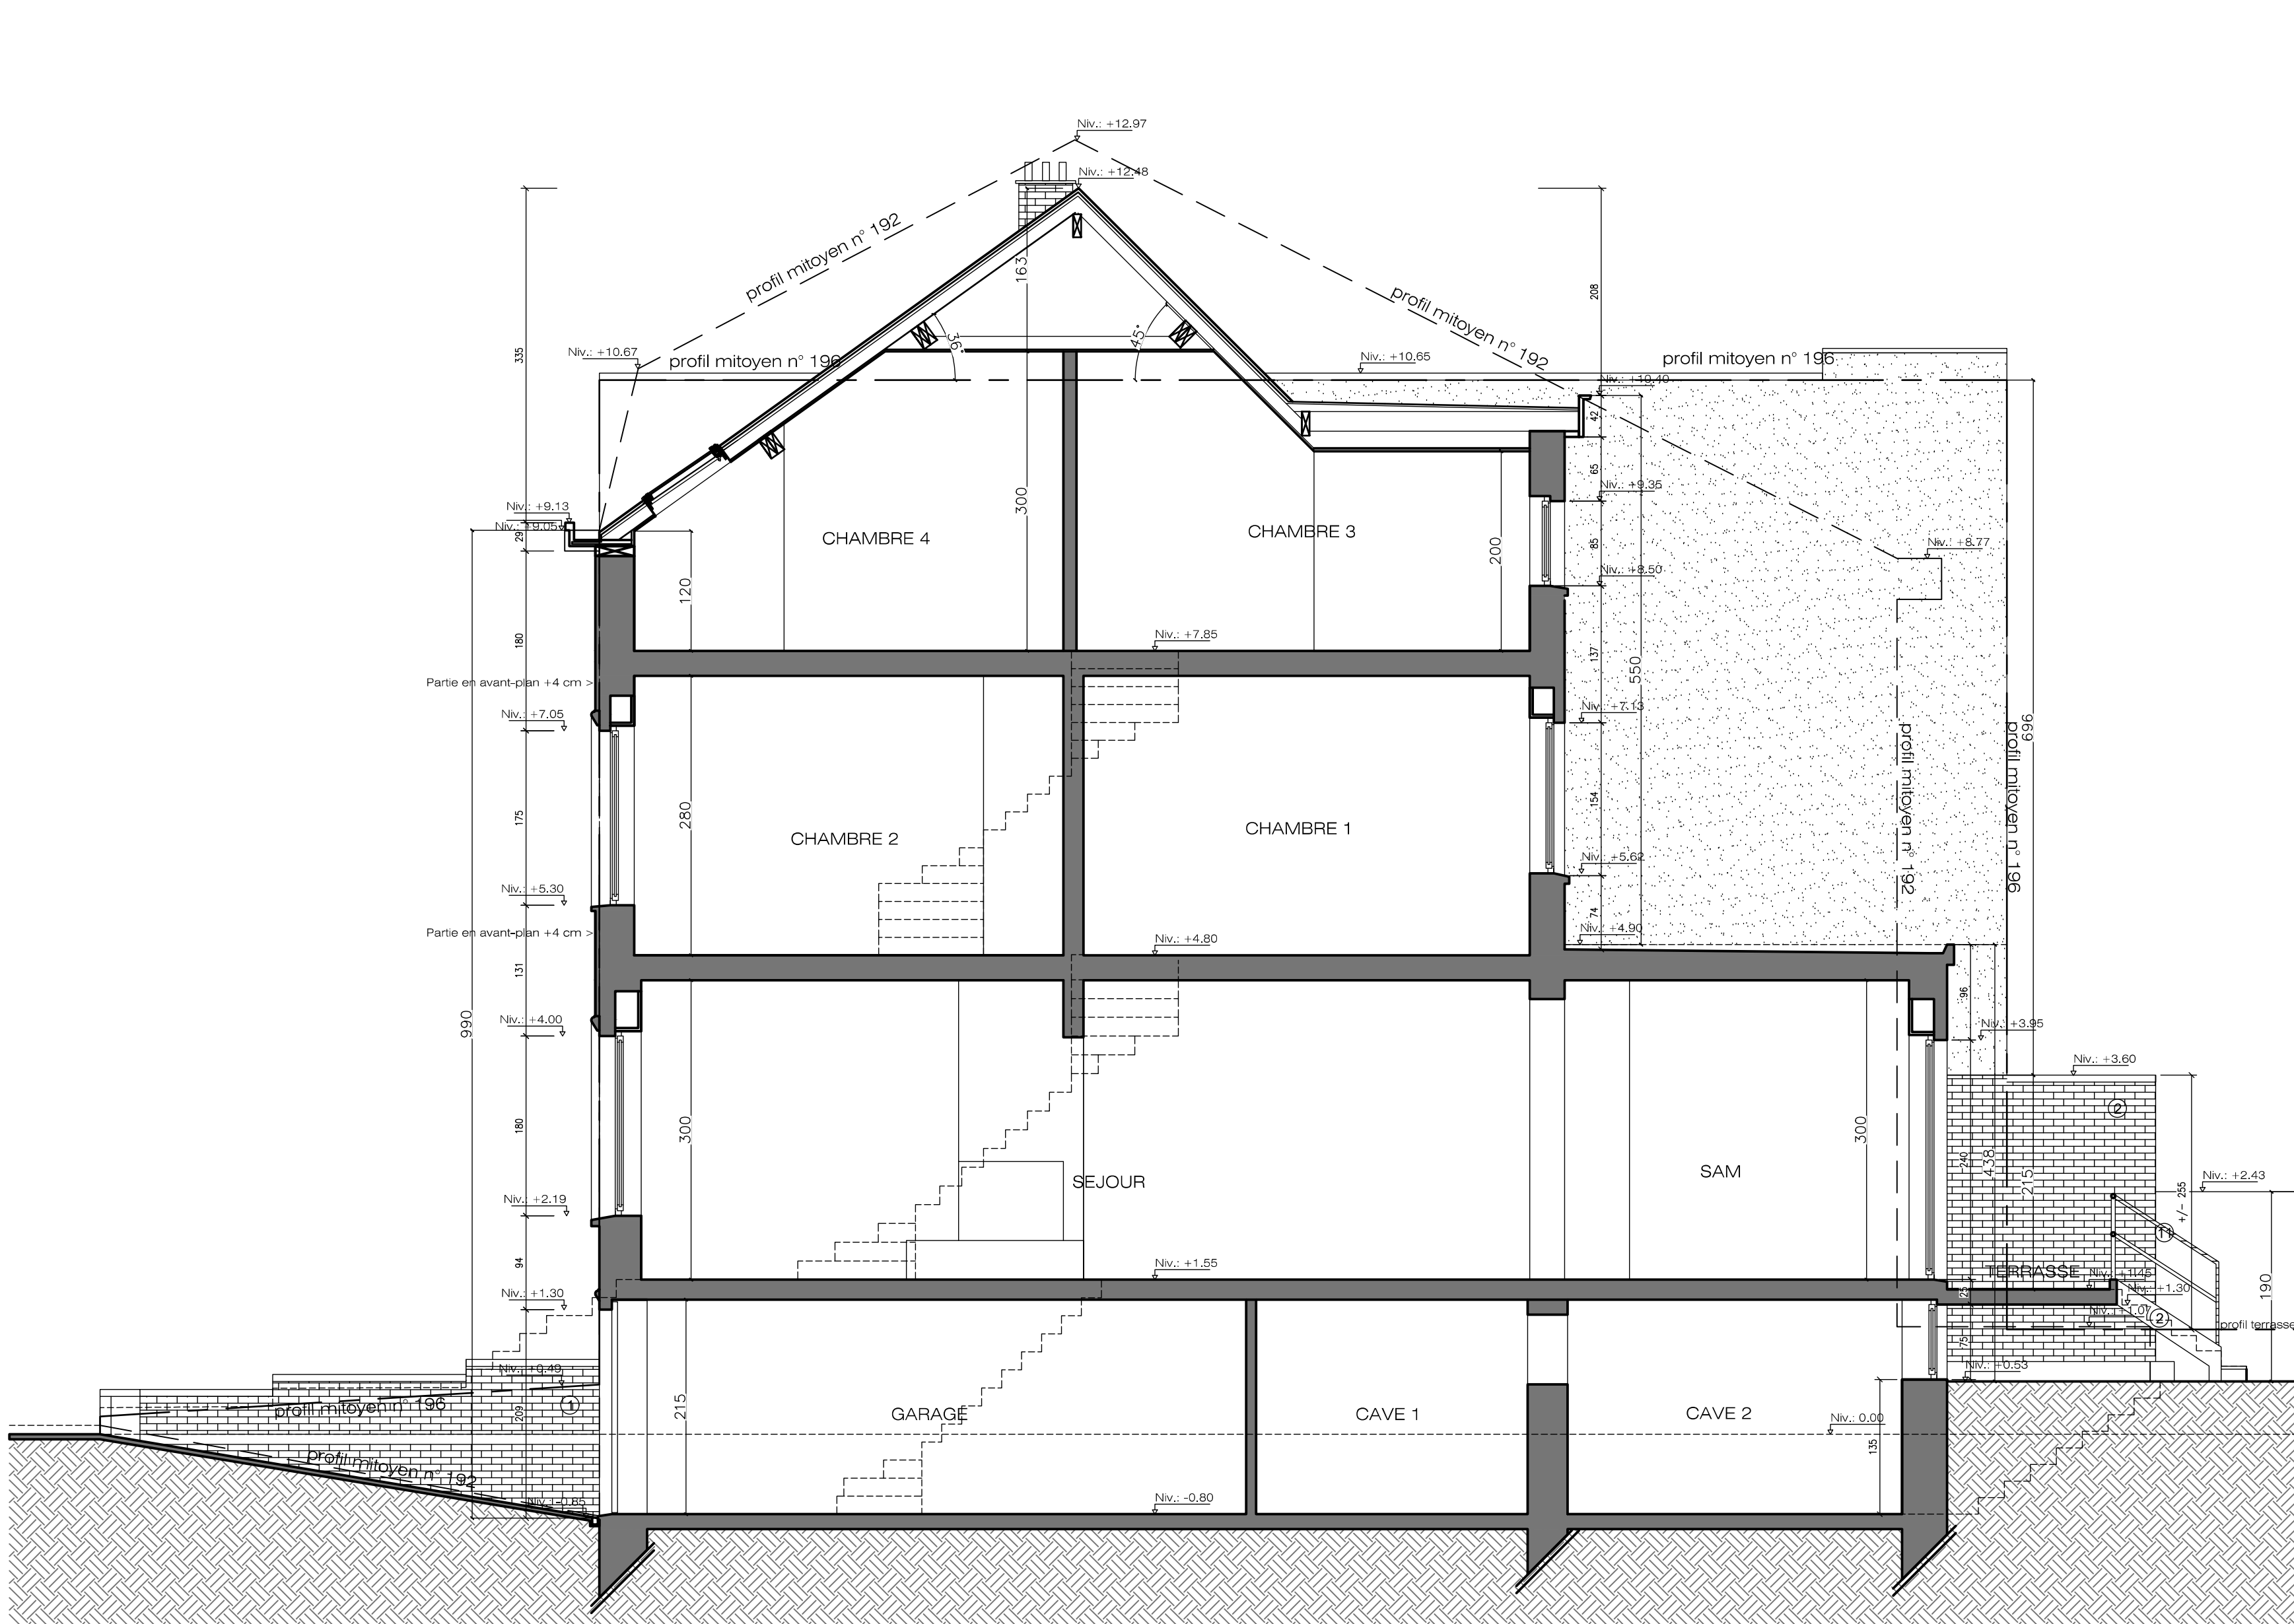 Niv.: +12.97
Niv.: +12.48
profil mitoyen n° 192
163
208
profil mitoyen n° 192
335
Niv.: +10.67
profil mitoyen n° 196
36°
45°
Niv.: +10.65
profil mitoyen n° 196
Niv.: +10.40
42
65
Niv.: +9.35
Niv.: +9.13
Niv.: +9.05
29
300
CHAMBRE 4
CHAMBRE 3
200
85
Niv.: +8.77
Niv.: +8.50
120
180
Niv.: +7.85
137
550
Partie en avant-plan +4 cm >
Niv.: +7.05
Niv.: +7.13
696
profil mitoyen n° 192
profil mitoyen n° 196
175
280
CHAMBRE 2
CHAMBRE 1
154
Niv.: +5.62
Niv.: +5.30
74
Partie en avant-plan +4 cm >
Niv.: +4.90
Niv.: +4.80
131
990
96
Niv.: +4.00
Niv.: +3.95
Niv.: +3.60
2
180
300
300
SEJOUR
SAM
240
438
215
+/- 255
Niv.: +2.43
Niv.: +2.19
11
94
Niv.: +1.55
TERRASSE
Niv.: +1.45
190
25
Niv.: +1.30
Niv.: +1.30
Niv.: +1.07
2
profil terrasse
75
Niv.: +0.49
Niv.: +0.53
209
1
profil mitoyen n° 196
215
GARAGE
CAVE 1
CAVE 2
Niv.: 0.00
135
profil mitoyen n° 192
Niv.: -0.85
Niv.: -0.80